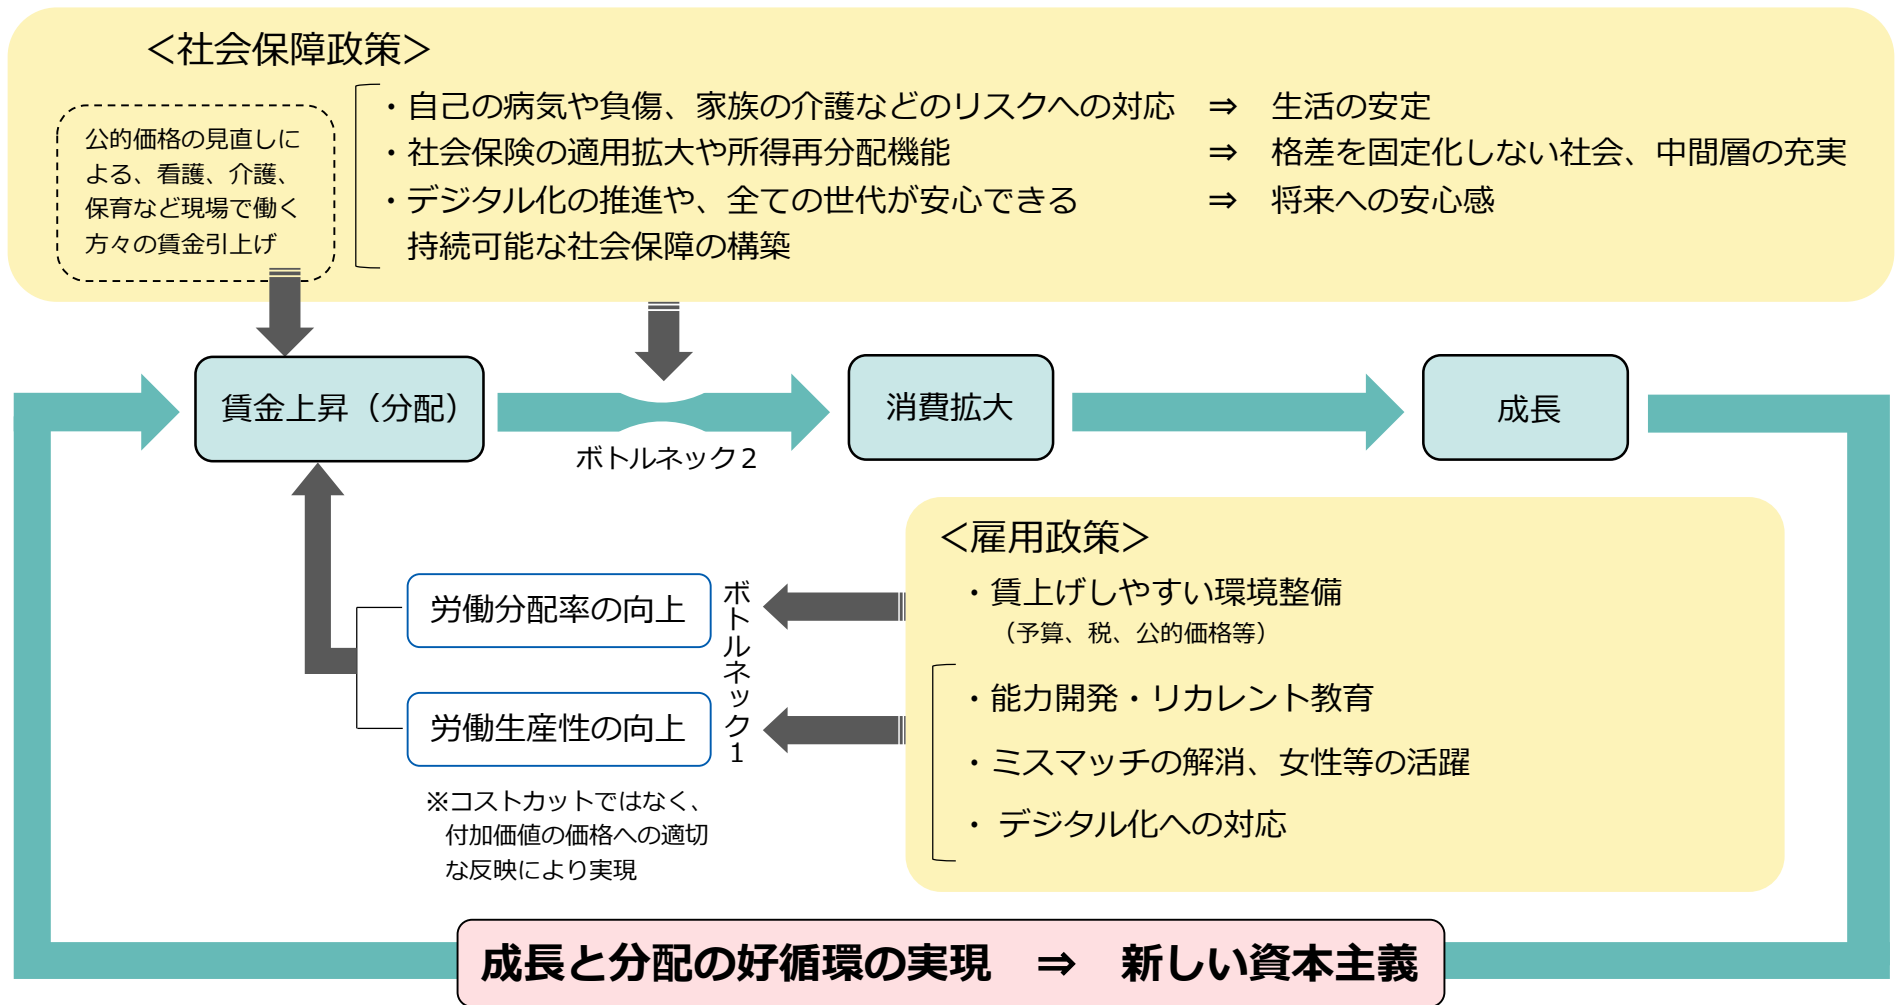 ＜社会保障政策＞
公的価格の見直しに
よる、看護、介護、
保育など現場で働く
方々の賃金引上げ
・自己の病気や負傷、家族の介護などのリスクへの対応　⇒　生活の安定
・社会保険の適用拡大や所得再分配機能　⇒　格差を固定化しない社会、中間層の充実
・デジタル化の推進や、全ての世代が安心できる　⇒　将来への安心感
持続可能な社会保障の構築
賃金上昇（分配）
ボトルネック２
消費拡大
成長
＜雇用政策＞
・賃上げしやすい環境整備
（予算、税、公的価格等）
・能力開発・リカレント教育
・ミスマッチの解消、女性等の活躍
・ デジタル化への対応
労働分配率の向上
労働生産性の向上
ボトルネック１
※コストカットではなく、
付加価値の価格への適切
な反映により実現
成長と分配の好循環の実現　⇒　新しい資本主義